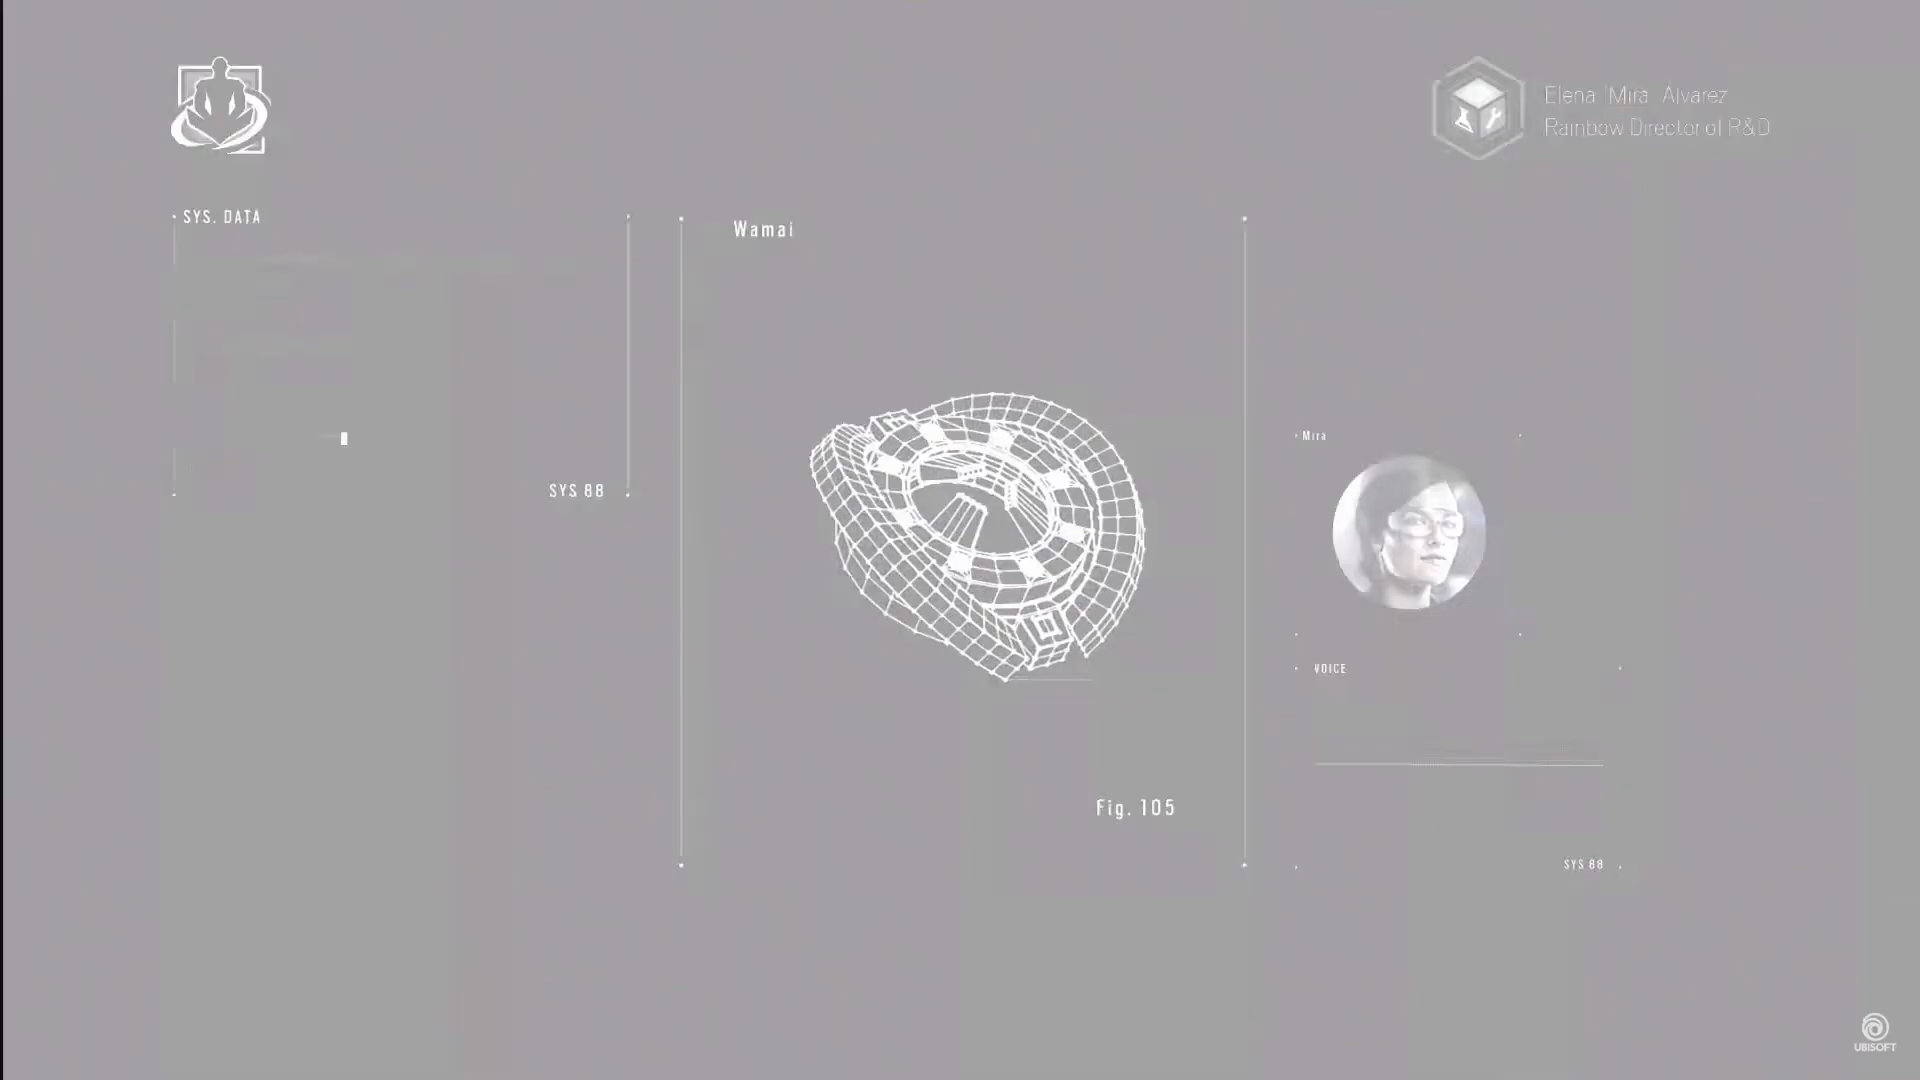 Elena 'Mira' Álvarez
Rainbow Director of R&D
SYS. DATA
Wamai
Mira
SYS 88
VOICE
Fig. 105
SYS 88
UBISOFT